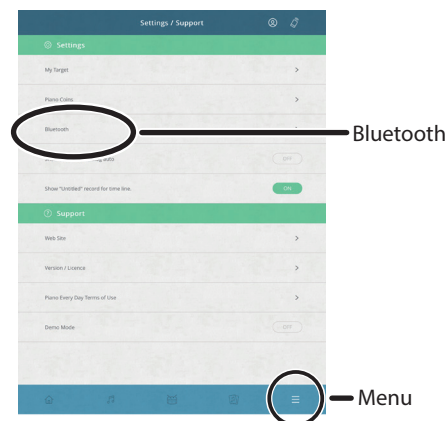 Settings / Support
Settings
My Target
Piano Coins
Bluetooth
Bluetooth
OFF
Show "Untitled" record for time line.
ON
Support
Web Site
Version / Licence
Piano Every Day Terms of Use
Demo Mode
OFF
Menu